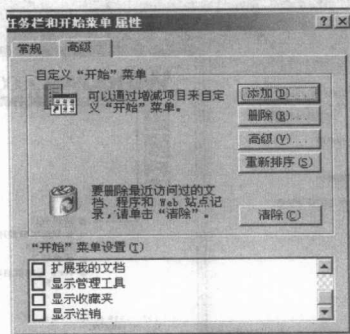 任务栏和开始菜单 属性
常规 高级
自定义“开始”菜单
可以通过增减项目来自定
义“开始”菜单。
添加(D)...
删除(R)...
高级(V)...
重新排序(S)
要删除最近访问过的文
档、程序和 Web 站点记
录，请单击“清除”。
清除(C)
“开始”菜单设置(T)
扩展我的文档
显示管理工具
显示收藏夹
显示注销